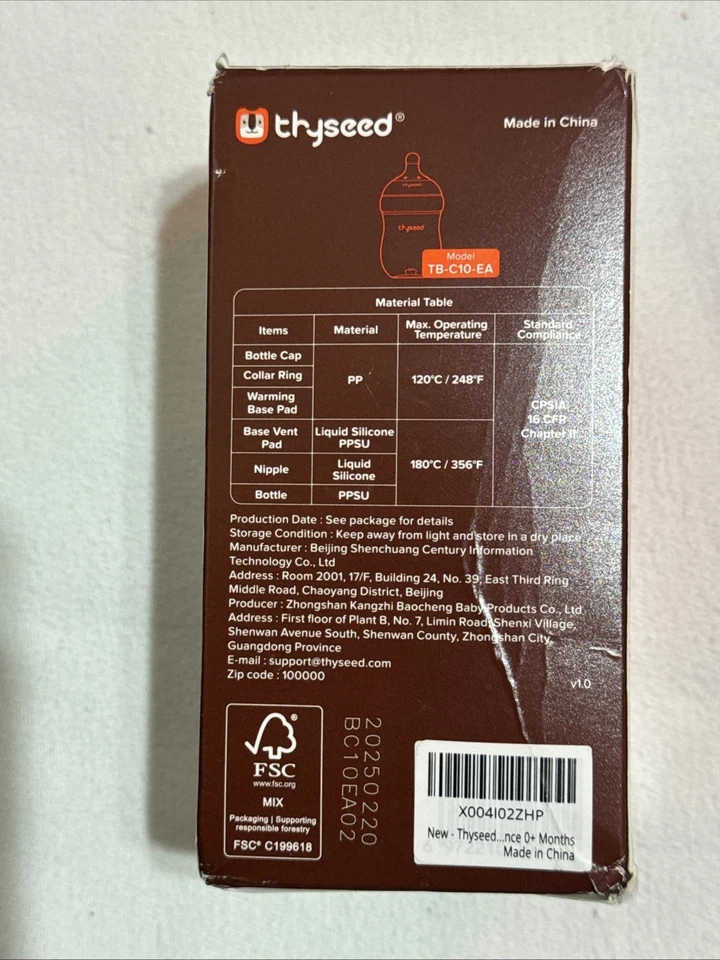 thyseed®
Made in China
thyseed
thyseed
Model
TB-C10-EA
Material Table
Items
Material
Max. Operating
Temperature
Standard
Compliance
Bottle Cap
Collar Ring
Warming
Base Pad
PP
120°C / 248°F
CPSIA
16 CFR
Chapter II
Base Vent
Pad
Liquid Silicone
PPSU
Nipple
Liquid
Silicone
180°C / 356°F
Bottle
PPSU
Production Date : See package for details
Storage Condition : Keep away from light and store in a dry place
Manufacturer : Beijing Shenchuang Century Information
Technology Co., Ltd
Address : Room 2001, 17/F, Building 24, No. 39, East Third Ring
Middle Road, Chaoyang District, Beijing
Producer : Zhongshan Kangzhi Baocheng Baby Products Co., Ltd
Address : First floor of Plant B, No. 7, Limin Road, Shenxi Village,
Shenwan Avenue South, Shenwan County, Zhongshan City,
Guangdong Province
E-mail : support@thyseed.com
Zip code : 100000
v1.0
FSC®
www.fsc.org
MIX
Packaging | Supporting
responsible forestry
FSC® C199618
20250220
BC10EA02
X004I02ZHP
New - Thyseed...nce 0+ Months
Made in China